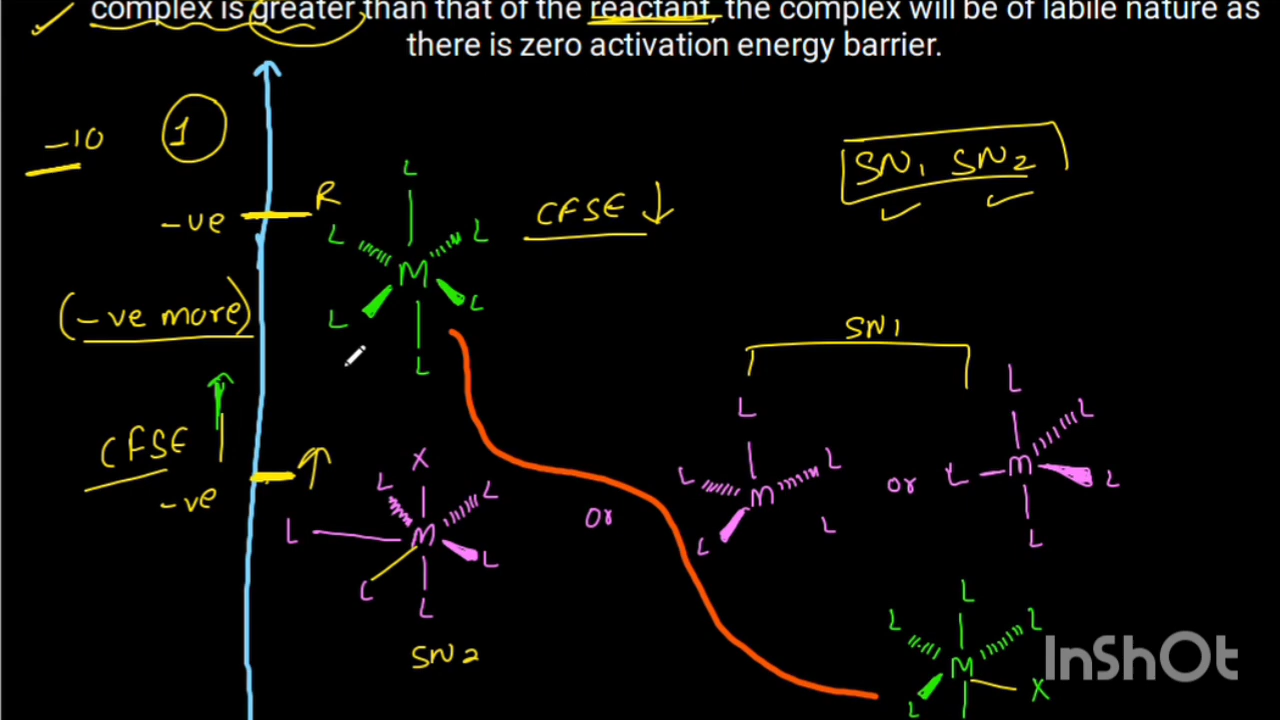 complex is greater than that of the reactant, the complex will be of labile nature as
there is zero activation energy barrier.
-10 1
SN1 SN2
L
R
-ve
CFSE ↓
L L
M
L L
L
(-ve more)
SN1
L
L
CFSE ↑
-ve
X
L L
L M L
L
L
SN2
or
L
L L
M
L
L
or
L
L M L
L
L
L L
M
L X
InShOt